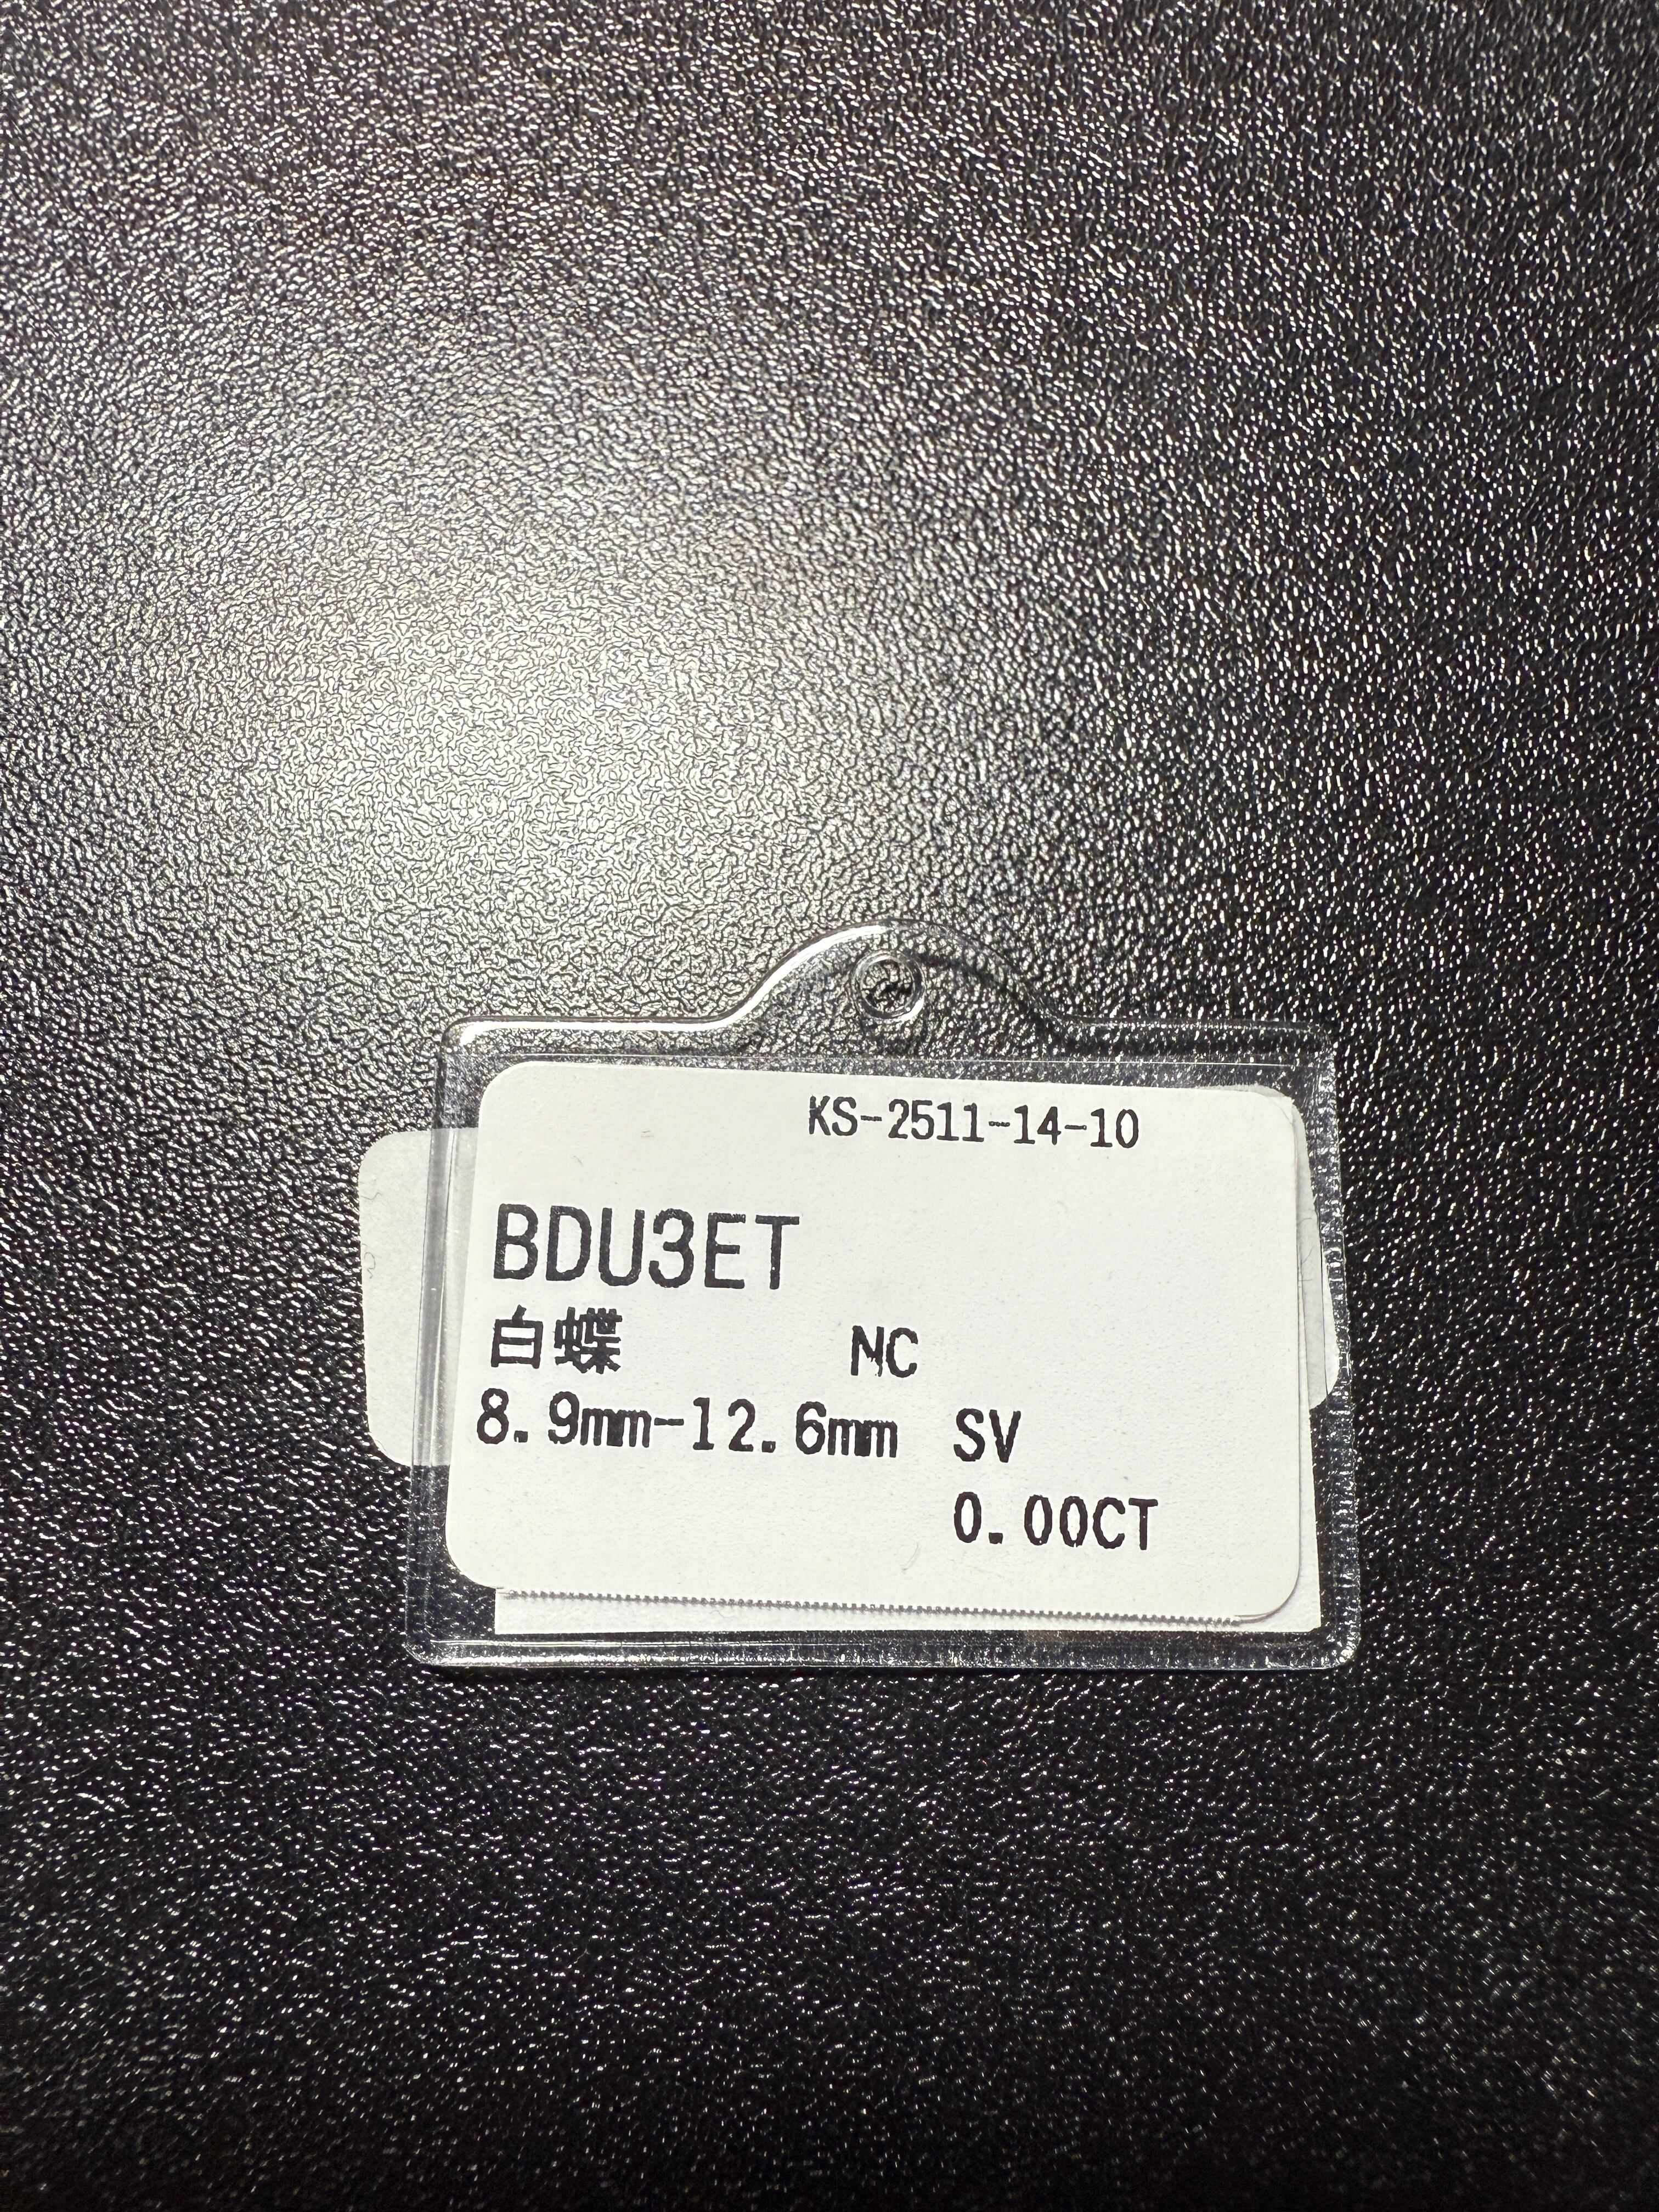 KS-2511-14-10
BDU3ET
白蝶 NC
8.9mm-12.6mm SV
0.00CT